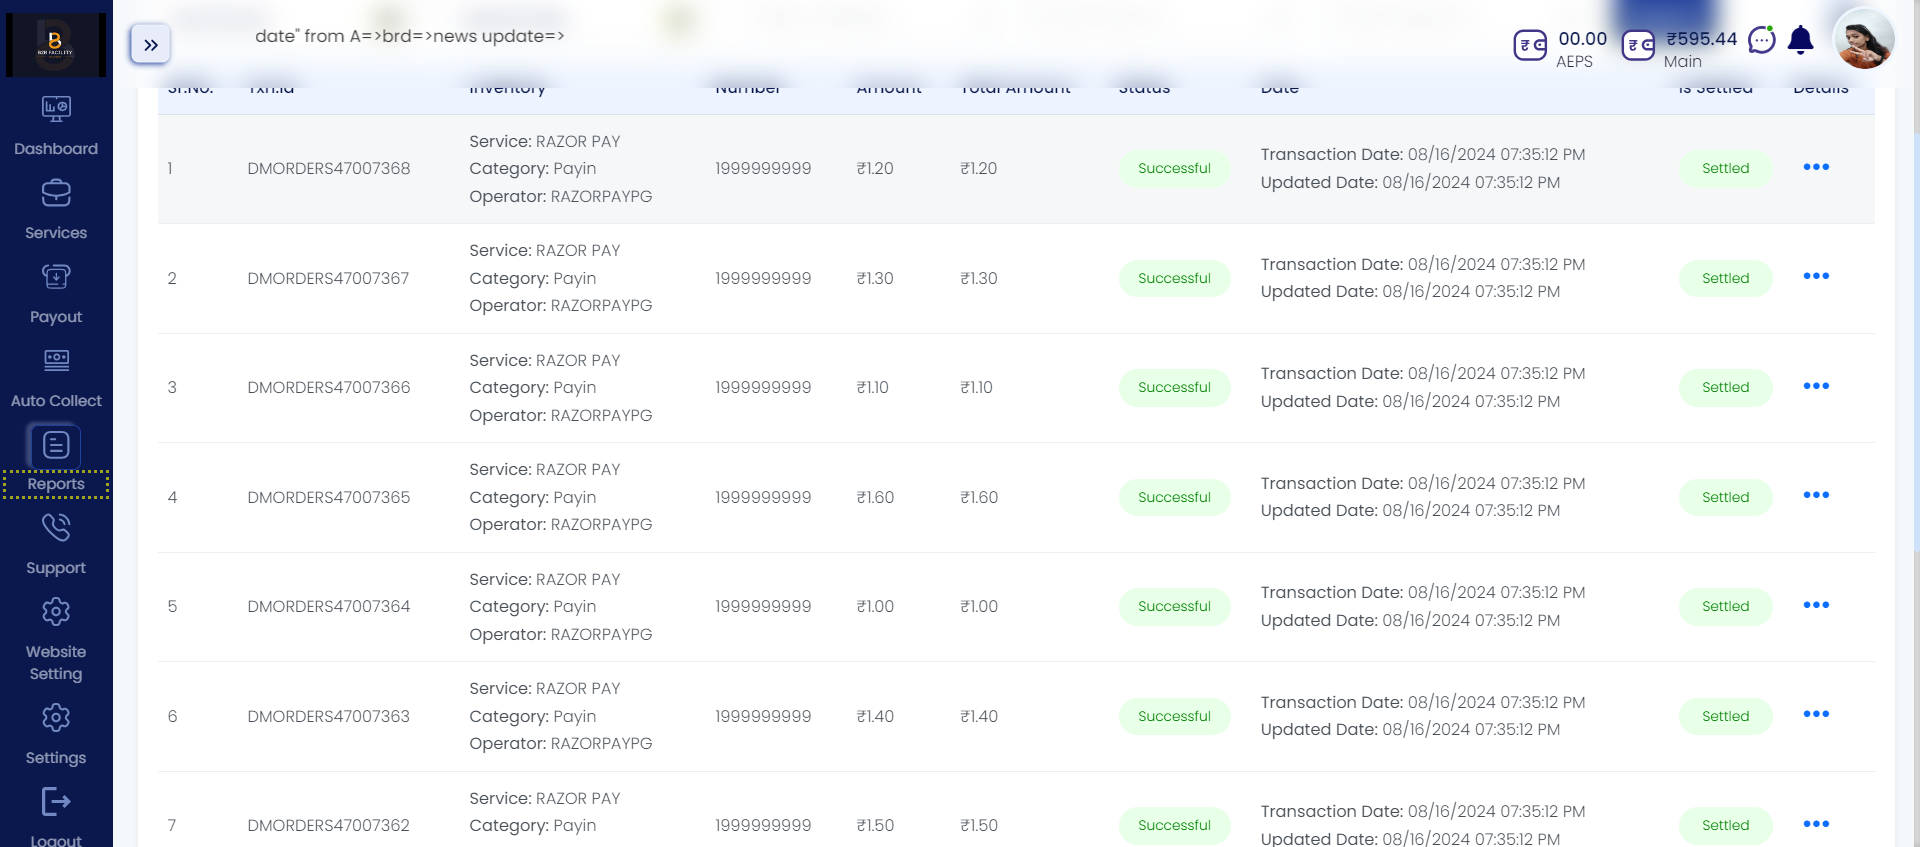 B2B FACILITY
date" from A=>brd=>news update=>
00.00
AEPS
₹595.44
Main
Dashboard
Services
Payout
Auto Collect
Reports
Support
Website
Setting
Settings
Logout
Sr.No. Txn.Id Inventory Number Amount Total Amount Status Date Is Settled Details
1 DMORDERS47007368 Service: RAZOR PAY
Category: Payin
Operator: RAZORPAYPG 1999999999 ₹1.20 ₹1.20 Successful Transaction Date: 08/16/2024 07:35:12 PM
Updated Date: 08/16/2024 07:35:12 PM Settled
2 DMORDERS47007367 Service: RAZOR PAY
Category: Payin
Operator: RAZORPAYPG 1999999999 ₹1.30 ₹1.30 Successful Transaction Date: 08/16/2024 07:35:12 PM
Updated Date: 08/16/2024 07:35:12 PM Settled
3 DMORDERS47007366 Service: RAZOR PAY
Category: Payin
Operator: RAZORPAYPG 1999999999 ₹1.10 ₹1.10 Successful Transaction Date: 08/16/2024 07:35:12 PM
Updated Date: 08/16/2024 07:35:12 PM Settled
4 DMORDERS47007365 Service: RAZOR PAY
Category: Payin
Operator: RAZORPAYPG 1999999999 ₹1.60 ₹1.60 Successful Transaction Date: 08/16/2024 07:35:12 PM
Updated Date: 08/16/2024 07:35:12 PM Settled
5 DMORDERS47007364 Service: RAZOR PAY
Category: Payin
Operator: RAZORPAYPG 1999999999 ₹1.00 ₹1.00 Successful Transaction Date: 08/16/2024 07:35:12 PM
Updated Date: 08/16/2024 07:35:12 PM Settled
6 DMORDERS47007363 Service: RAZOR PAY
Category: Payin
Operator: RAZORPAYPG 1999999999 ₹1.40 ₹1.40 Successful Transaction Date: 08/16/2024 07:35:12 PM
Updated Date: 08/16/2024 07:35:12 PM Settled
7 DMORDERS47007362 Service: RAZOR PAY
Category: Payin 1999999999 ₹1.50 ₹1.50 Successful Transaction Date: 08/16/2024 07:35:12 PM
Updated Date: 08/16/2024 07:35:12 PM Settled